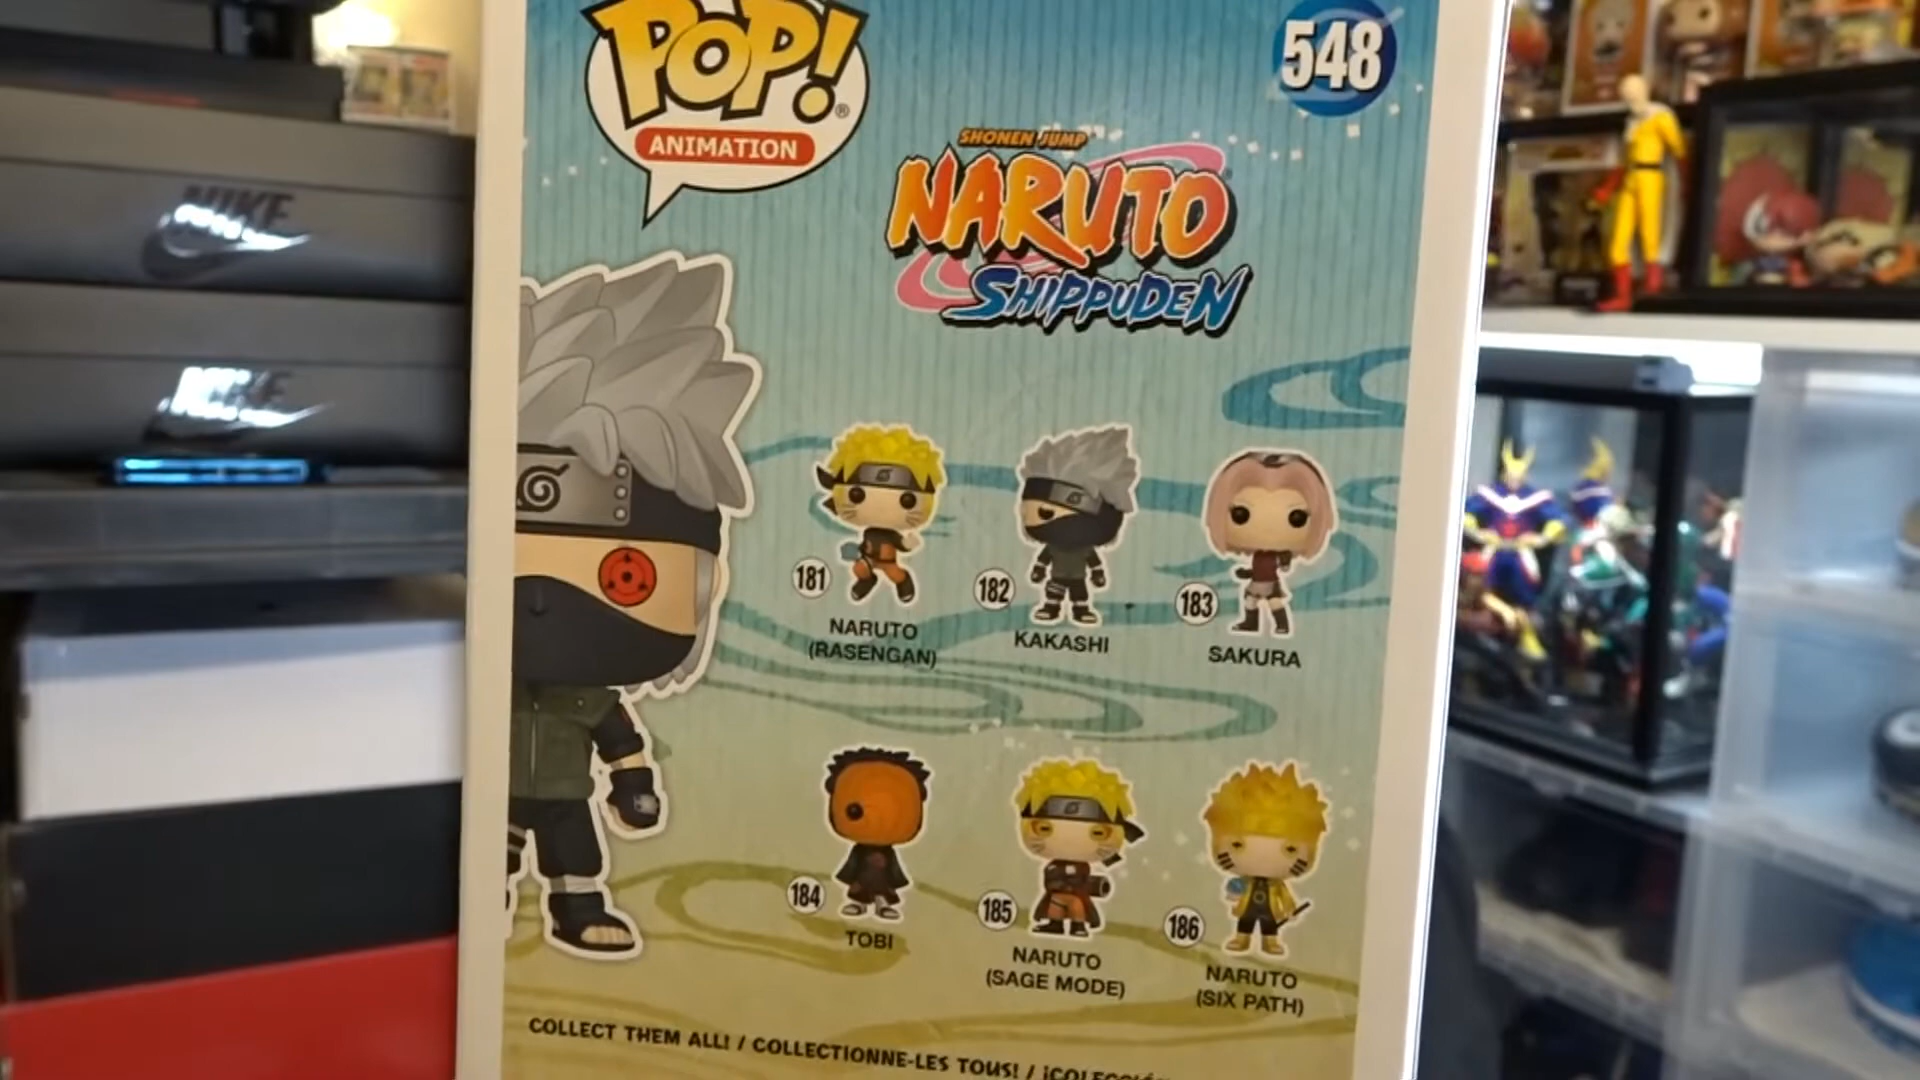 POP!
ANIMATION
548
SHONEN JUMP
NARUTO
SHIPPUDEN
NIKE
181
NARUTO
(RASENGAN)
182
KAKASHI
183
SAKURA
184
TOBI
185
NARUTO
(SAGE MODE)
186
NARUTO
(SIX PATH)
COLLECT THEM ALL! / COLLECTIONNE-LES TOUS! /